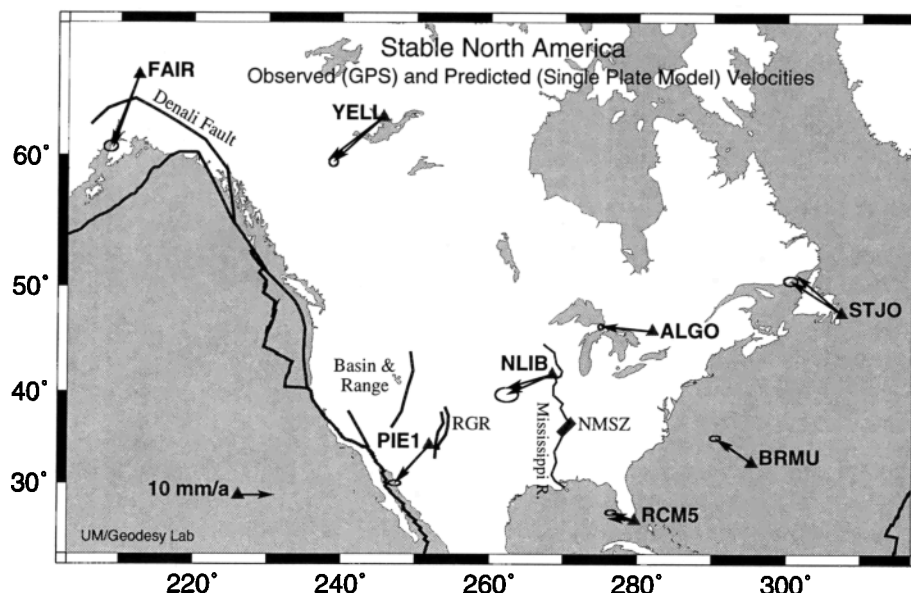 Stable North America
Observed (GPS) and Predicted (Single Plate Model) Velocities
FAIR
Denali Fault
YELL
60°
50°
STJO
ALGO
NLIB
Basin &
Range
40°
RGR
Mississippi R.
NMSZ
PIE1
BRMU
30°
10 mm/a
RCM5
UM/Geodesy Lab
220°
240°
260°
280°
300°